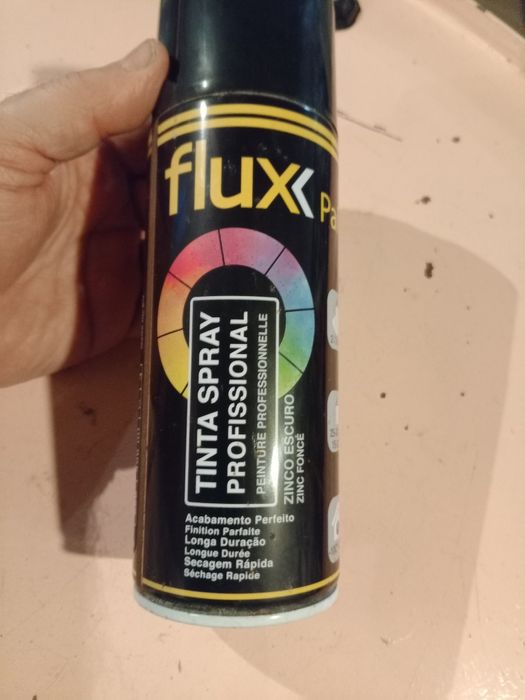 flux
Pa
TINTA SPRAY
PROFISSIONAL
PEINTURE PROFESSIONNELLE
ZINCO ESCURO
ZINC FONCÉ
Acabamento Perfeito
Finition Parfaite
Longa Duração
Longue Durée
Secagem Rápida
Séchage Rapide